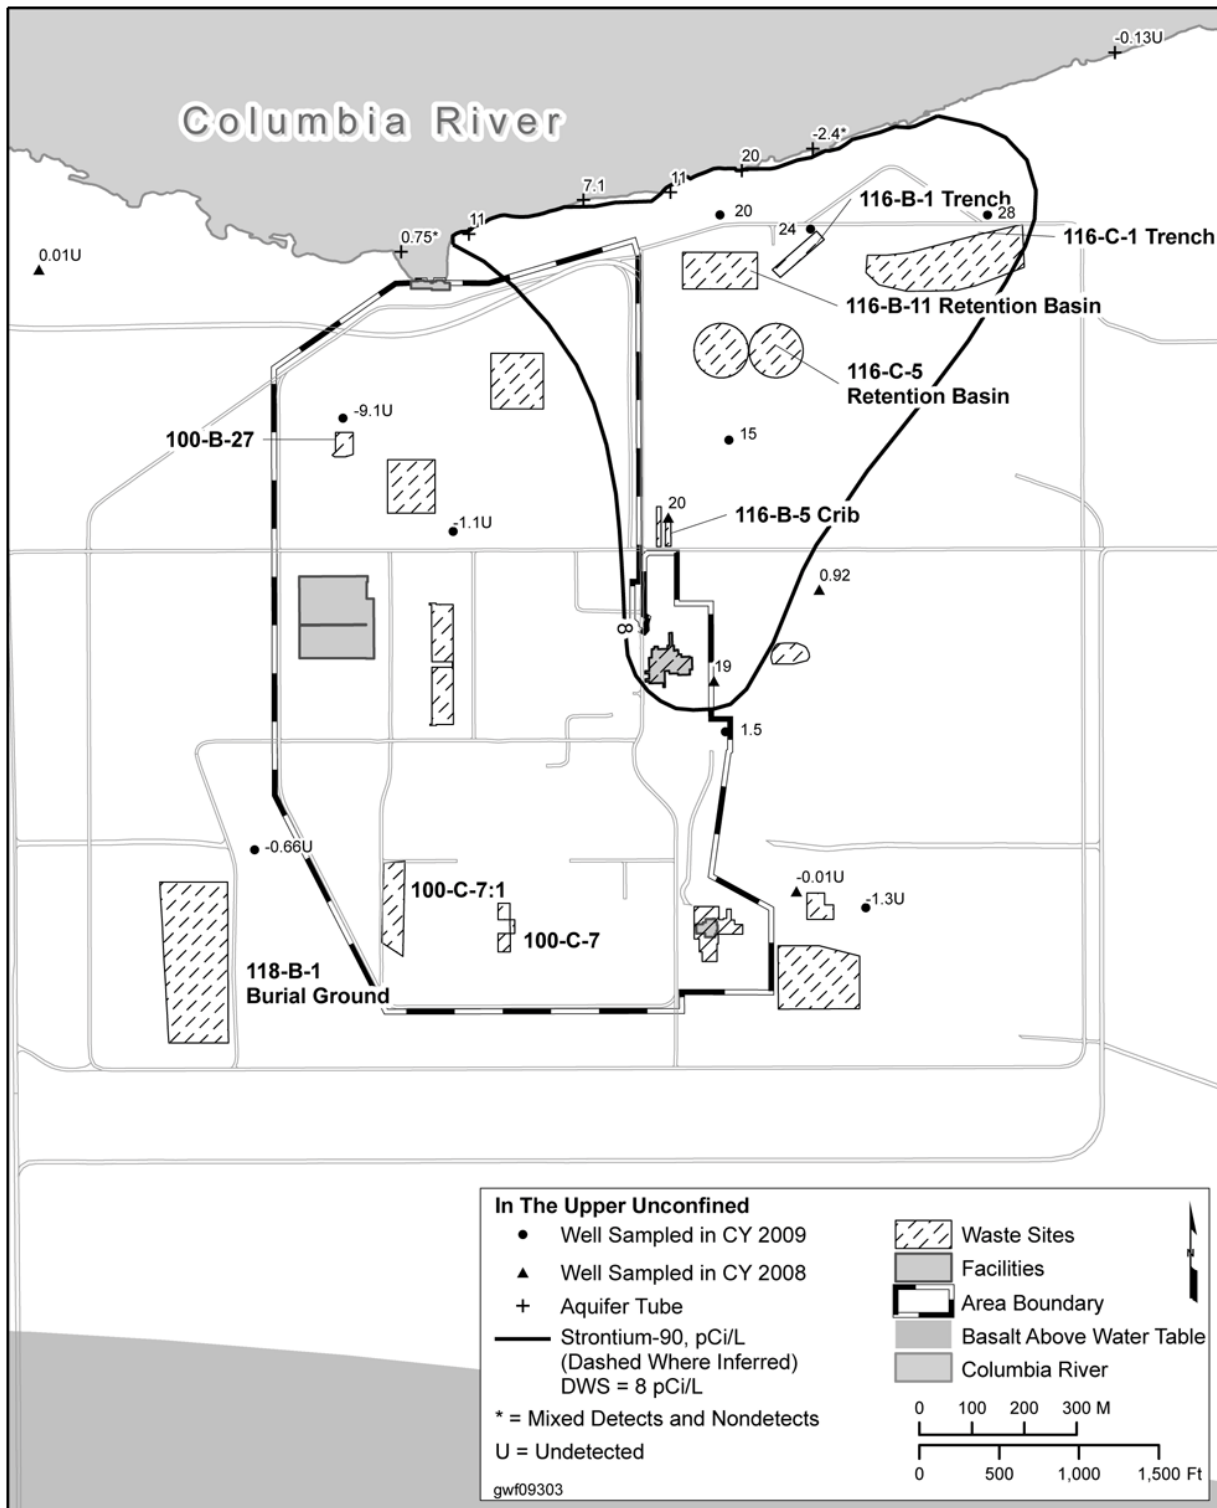 -0.13U
Columbia River
-2.4*
20
11
7.1
11
0.75*
0.01U
20
24
116-B-1 Trench
28
116-C-1 Trench
116-B-11 Retention Basin
116-C-5
Retention Basin
-9.1U
100-B-27
15
-1.1U
20
116-B-5 Crib
0.92
8
19
1.5
-0.66U
100-C-7:1
100-C-7
-0.01U
-1.3U
118-B-1
Burial Ground
In The Upper Unconfined
Well Sampled in CY 2009
Well Sampled in CY 2008
Aquifer Tube
Strontium-90, pCi/L
(Dashed Where Inferred)
DWS = 8 pCi/L
* = Mixed Detects and Nondetects
U = Undetected
gwf09303
Waste Sites
Facilities
Area Boundary
Basalt Above Water Table
Columbia River
N
0 100 200 300 M
0 500 1,000 1,500 Ft